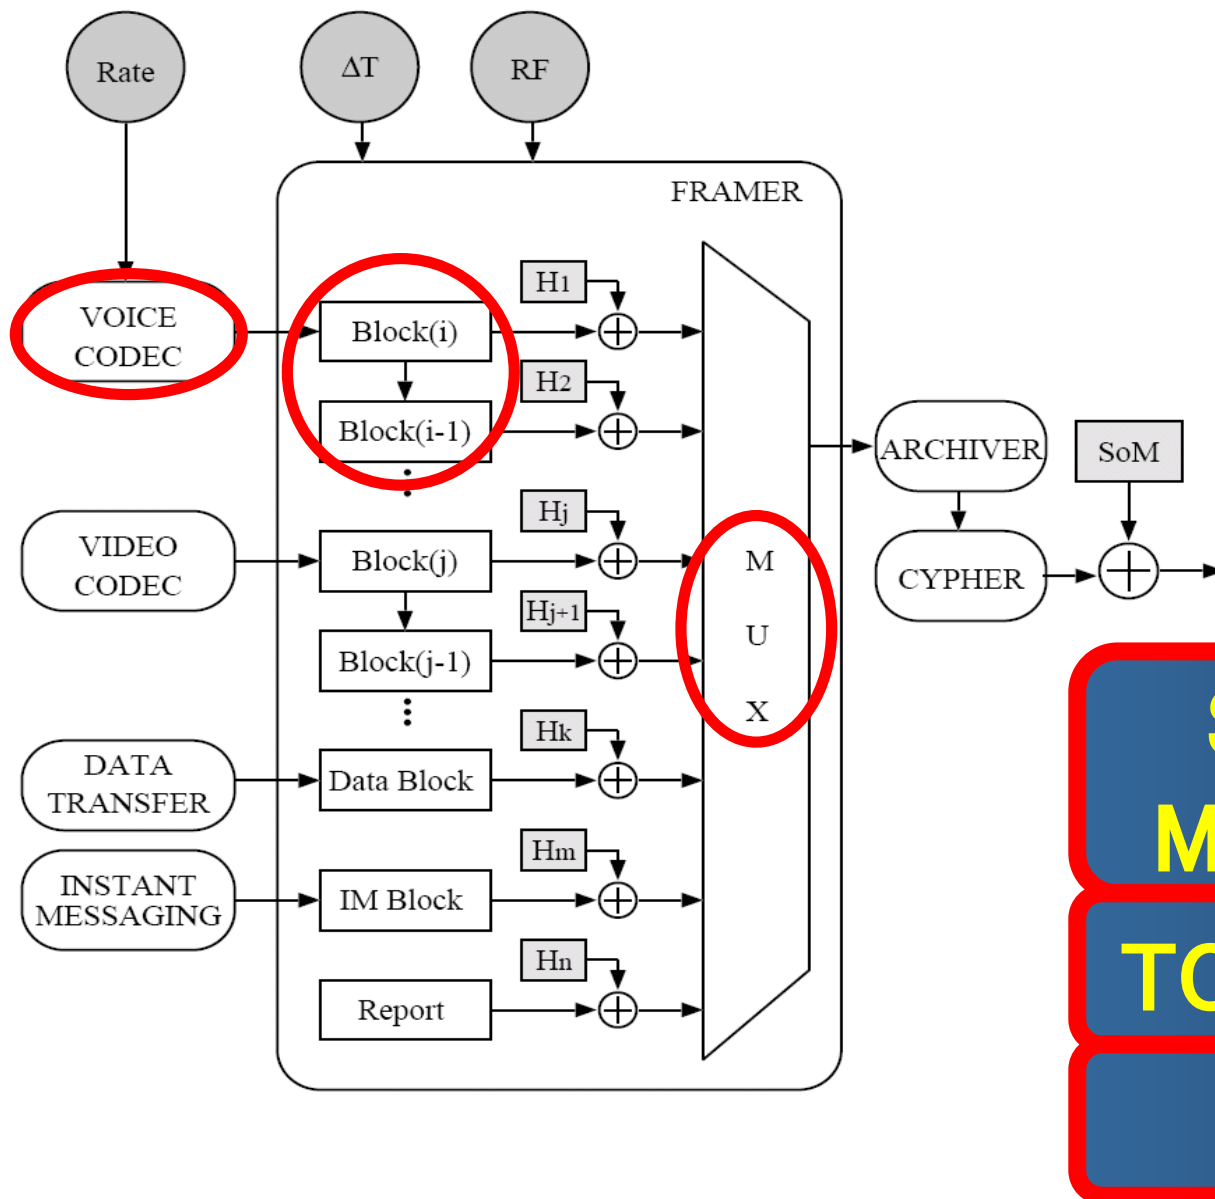 Rate
ΔT
RF
FRAMER
VOICE
CODEC
Block(i)
H1
Block(i-1)
H2
VIDEO
CODEC
Block(j)
Hj
Block(j-1)
Hj+1
DATA
TRANSFER
Data Block
Hk
INSTANT
MESSAGING
IM Block
Hm
Report
Hn
M
U
X
ARCHIVER
CYPHER
SoM